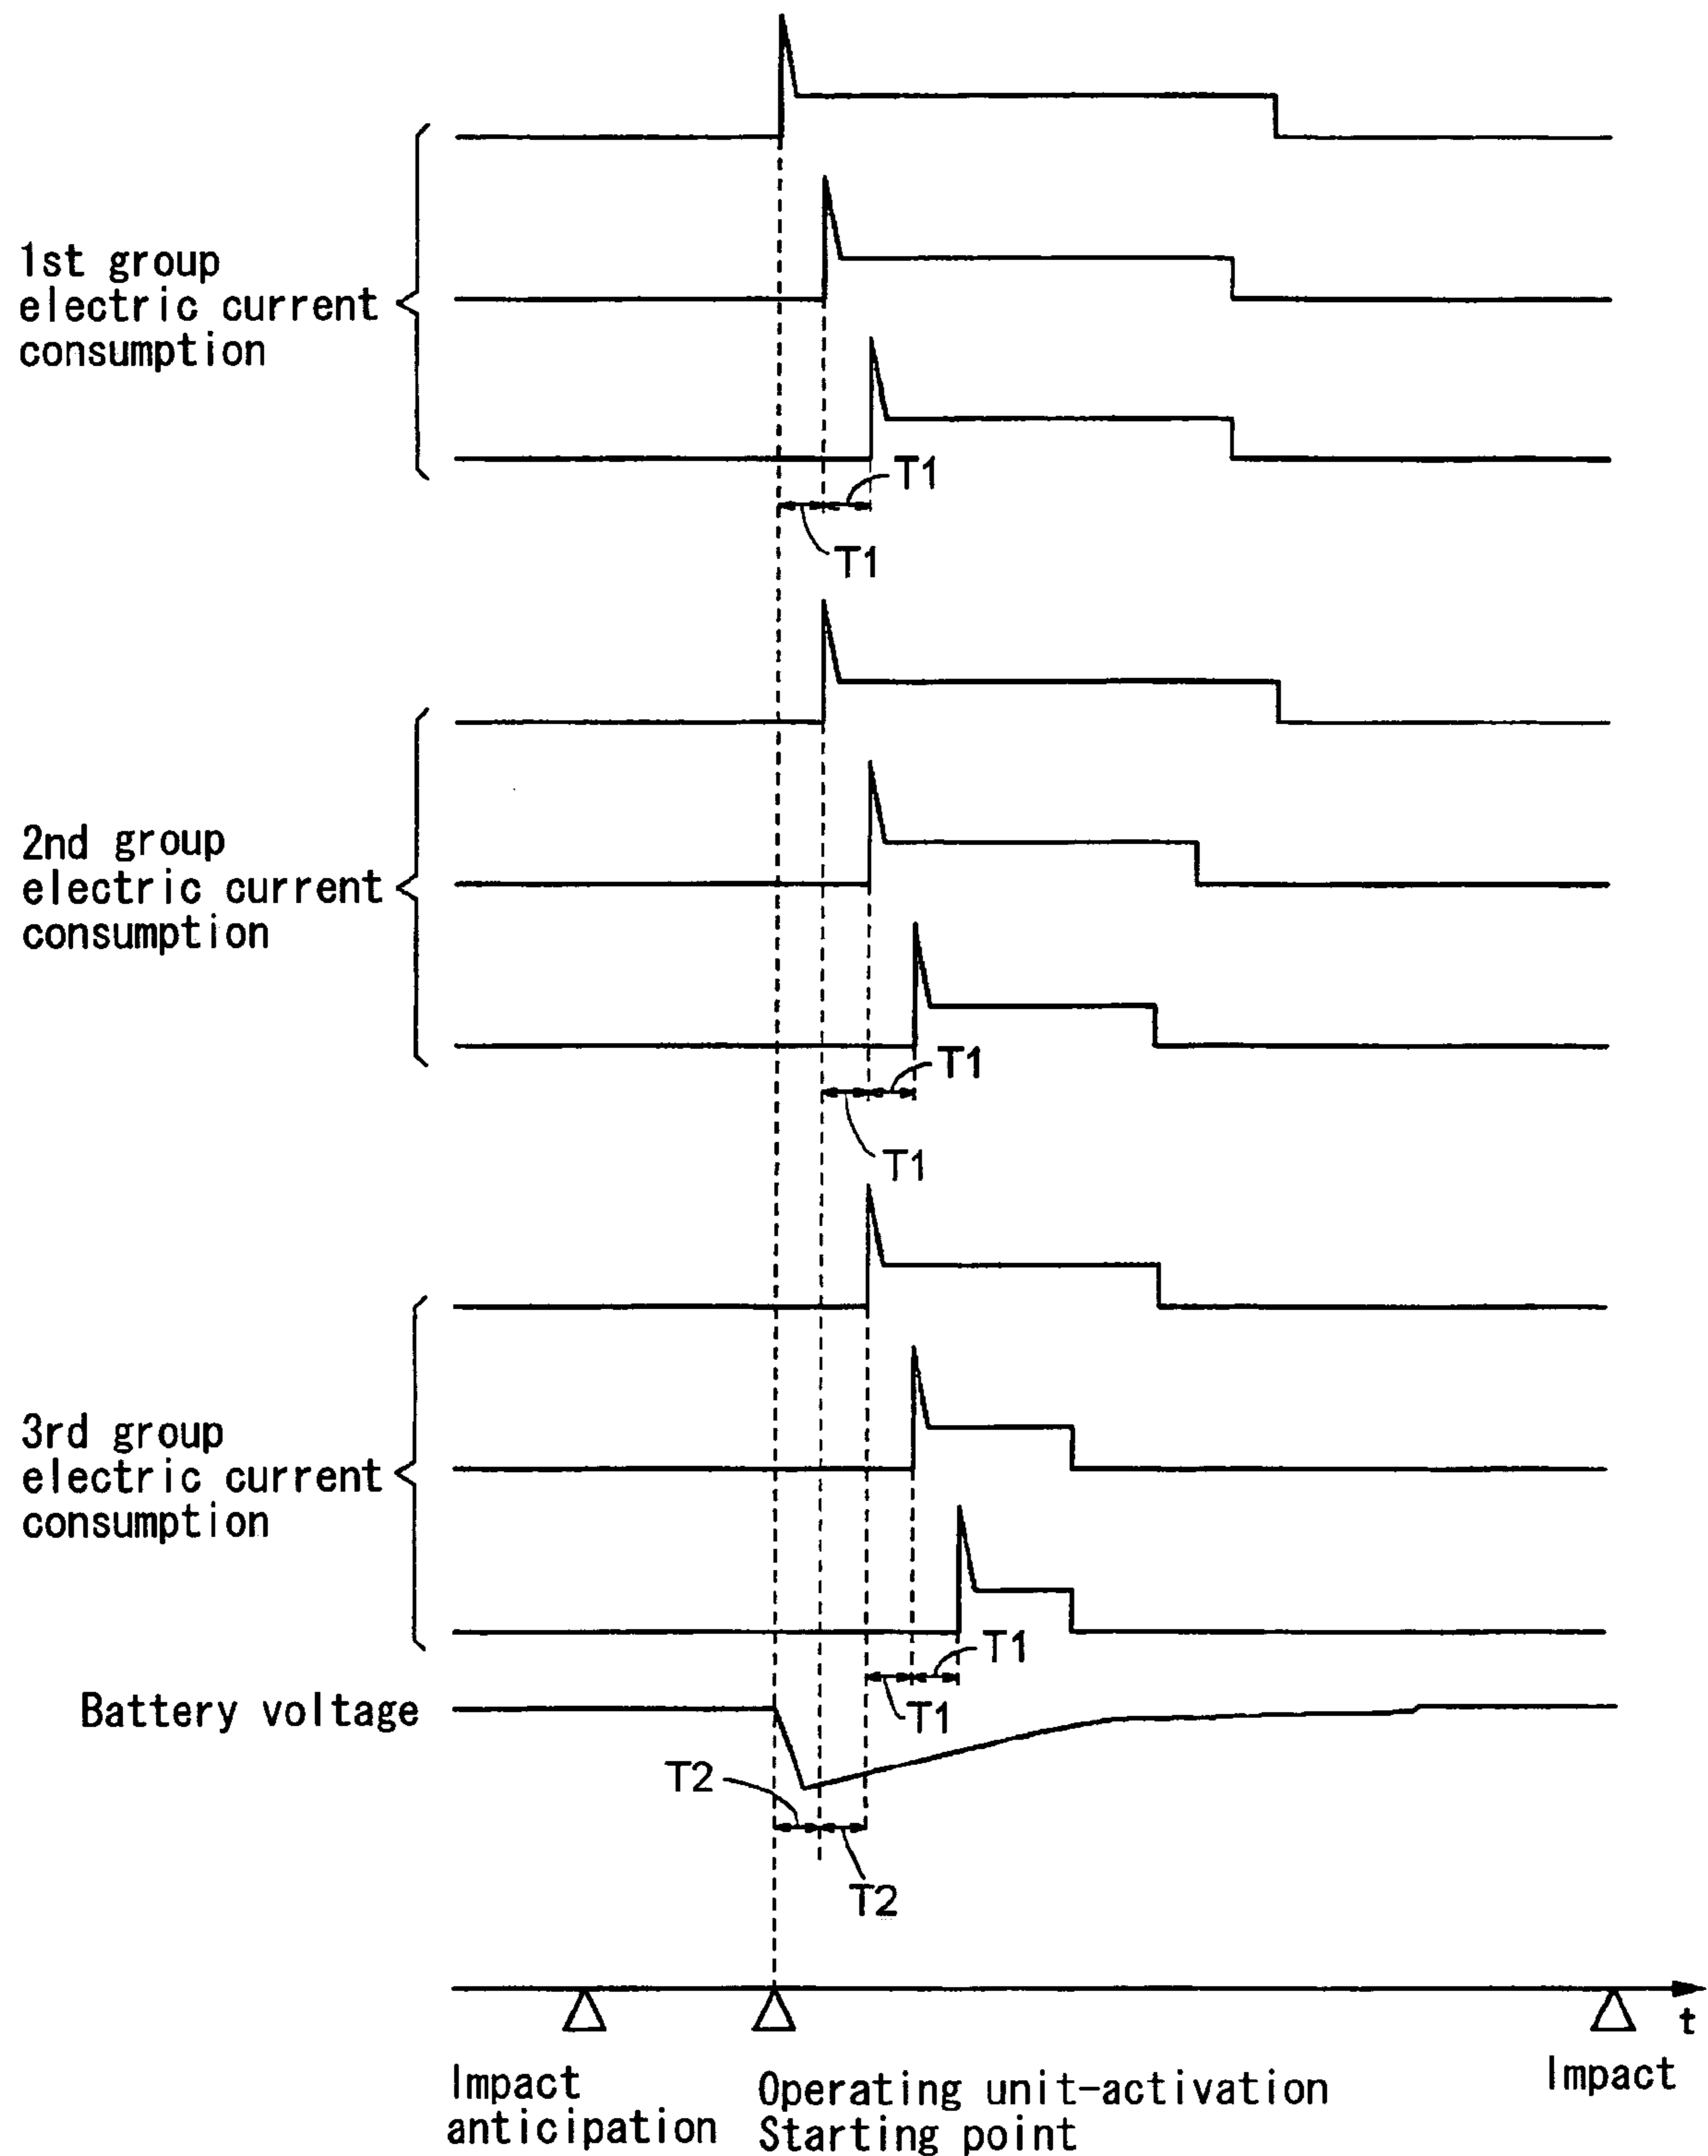 1st group
electric current
consumption
T1
T1
2nd group
electric current
consumption
T1
T1
3rd group
electric current
consumption
T1
T1
Battery voltage
T2
T2
t
Impact
anticipation
Operating unit-activation
Starting point
Impact